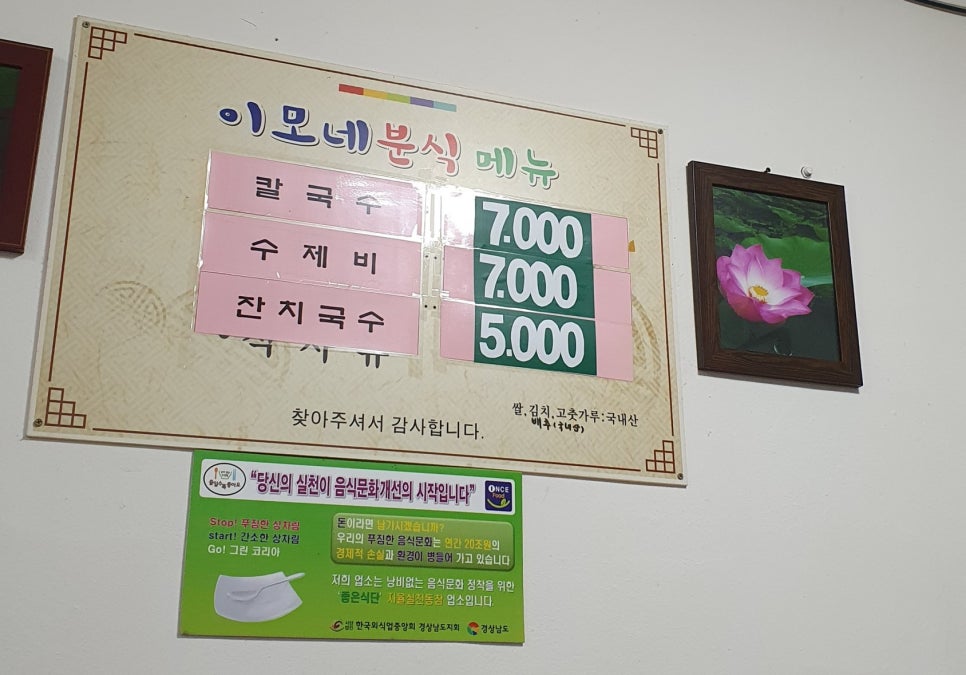 이모네분식 메뉴
칼국수 7.000
수제비 7.000
잔치국수 5.000
쌀,김치,고춧가루:국내산
배추(국내산)
찾아주셔서 감사합니다.
"당신의 실천이 음식문화개선의 시작입니다"
ONCE
Food
Stop! 푸짐한 상차림
start! 간소한 상차림
Go! 그린 코리아
돈이라면 남기시겠습니까?
우리의 푸짐한 음식문화는 연간 20조원의
경제적 손실과 환경이 병들어 가고 있습니다
저희 업소는 낭비없는 음식문화 정착을 위한
'좋은식단' 자율실천동참 업소입니다.
한국외식업중앙회 경상남도지회 경상남도